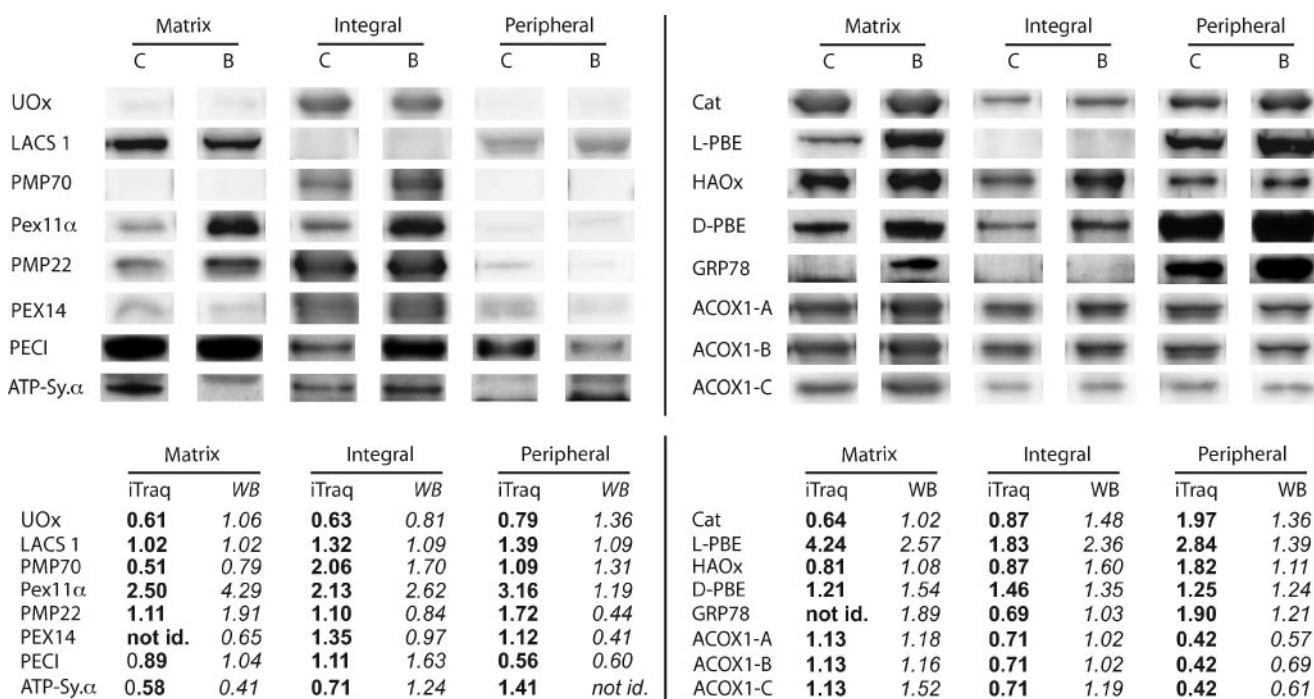 Matrix Integral Peripheral
C B C B C B
UOx
LACS 1
PMP70
Pex11α
PMP22
PEX14
PECI
ATP-Sy.α
Matrix Integral Peripheral
C B C B C B
Cat
L-PBE
HAOx
D-PBE
GRP78
ACOX1-A
ACOX1-B
ACOX1-C
Matrix Integral Peripheral
iTraq WB iTraq WB iTraq WB
UOx 0.61 1.06 0.63 0.81 0.79 1.36
LACS 1 1.02 1.02 1.32 1.09 1.39 1.09
PMP70 0.51 0.79 2.06 1.70 1.09 1.31
Pex11α 2.50 4.29 2.13 2.62 3.16 1.19
PMP22 1.11 1.91 1.10 0.84 1.72 0.44
PEX14 not id. 0.65 1.35 0.97 1.12 0.41
PECI 0.89 1.04 1.11 1.63 0.56 0.60
ATP-Sy.α 0.58 0.41 0.71 1.24 1.41 not id.
Matrix Integral Peripheral
iTraq WB iTraq WB iTraq WB
Cat 0.64 1.02 0.87 1.48 1.97 1.36
L-PBE 4.24 2.57 1.83 2.36 2.84 1.39
HAOx 0.81 1.08 0.87 1.60 1.82 1.11
D-PBE 1.21 1.54 1.46 1.35 1.25 1.24
GRP78 not id. 1.89 0.69 1.03 1.90 1.21
ACOX1-A 1.13 1.18 0.71 1.02 0.42 0.57
ACOX1-B 1.13 1.16 0.71 1.02 0.42 0.69
ACOX1-C 1.13 1.52 0.71 1.19 0.42 0.61